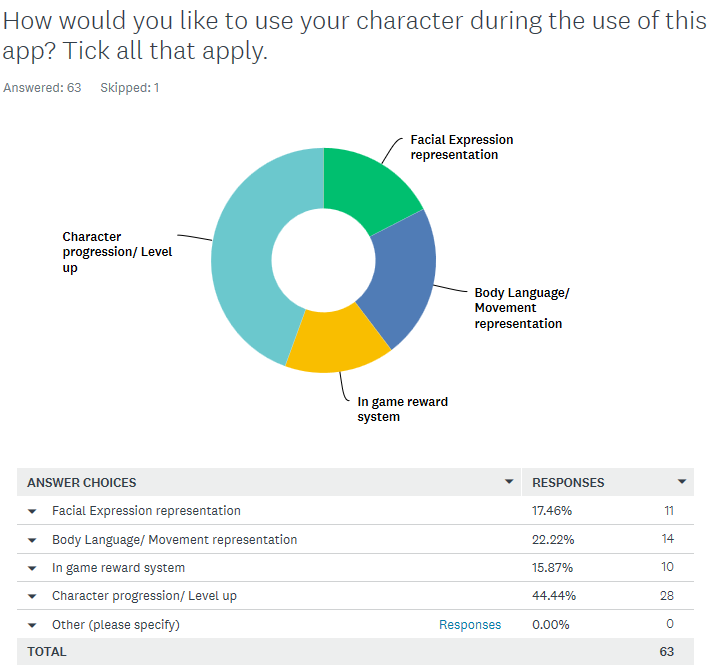 How would you like to use your character during the use of this
app? Tick all that apply.
Answered: 63 Skipped: 1
Facial Expression
representation
Character
progression/ Level
up
Body Language/
Movement
representation
In game reward
system
ANSWER CHOICES RESPONSES
Facial Expression representation 17.46% 11
Body Language/ Movement representation 22.22% 14
In game reward system 15.87% 10
Character progression/ Level up 44.44% 28
Other (please specify) Responses 0.00% 0
TOTAL 63